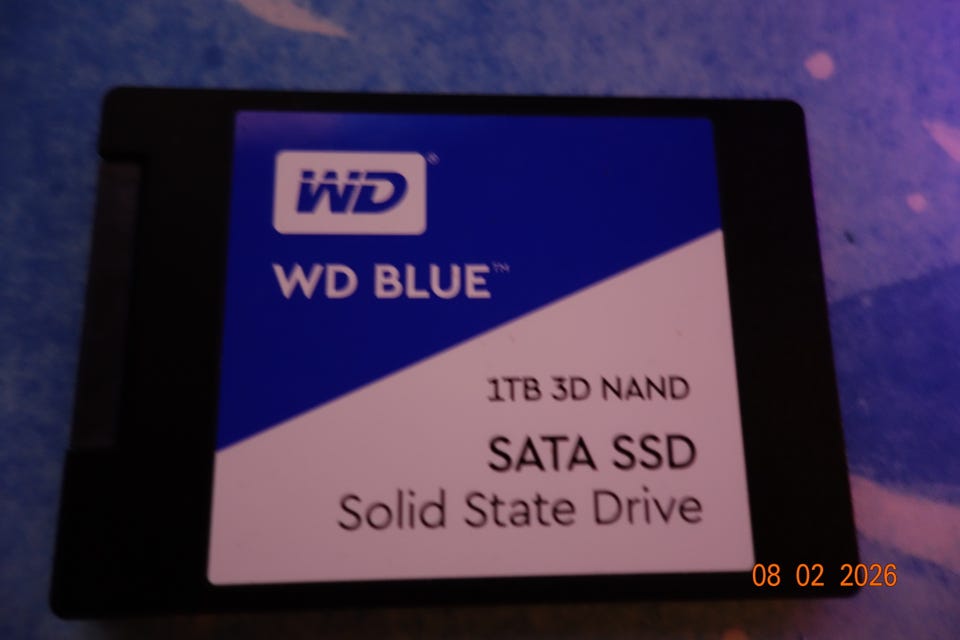 WD®
WD BLUE™
1TB 3D NAND
SATA SSD
Solid State Drive
08 02 2026